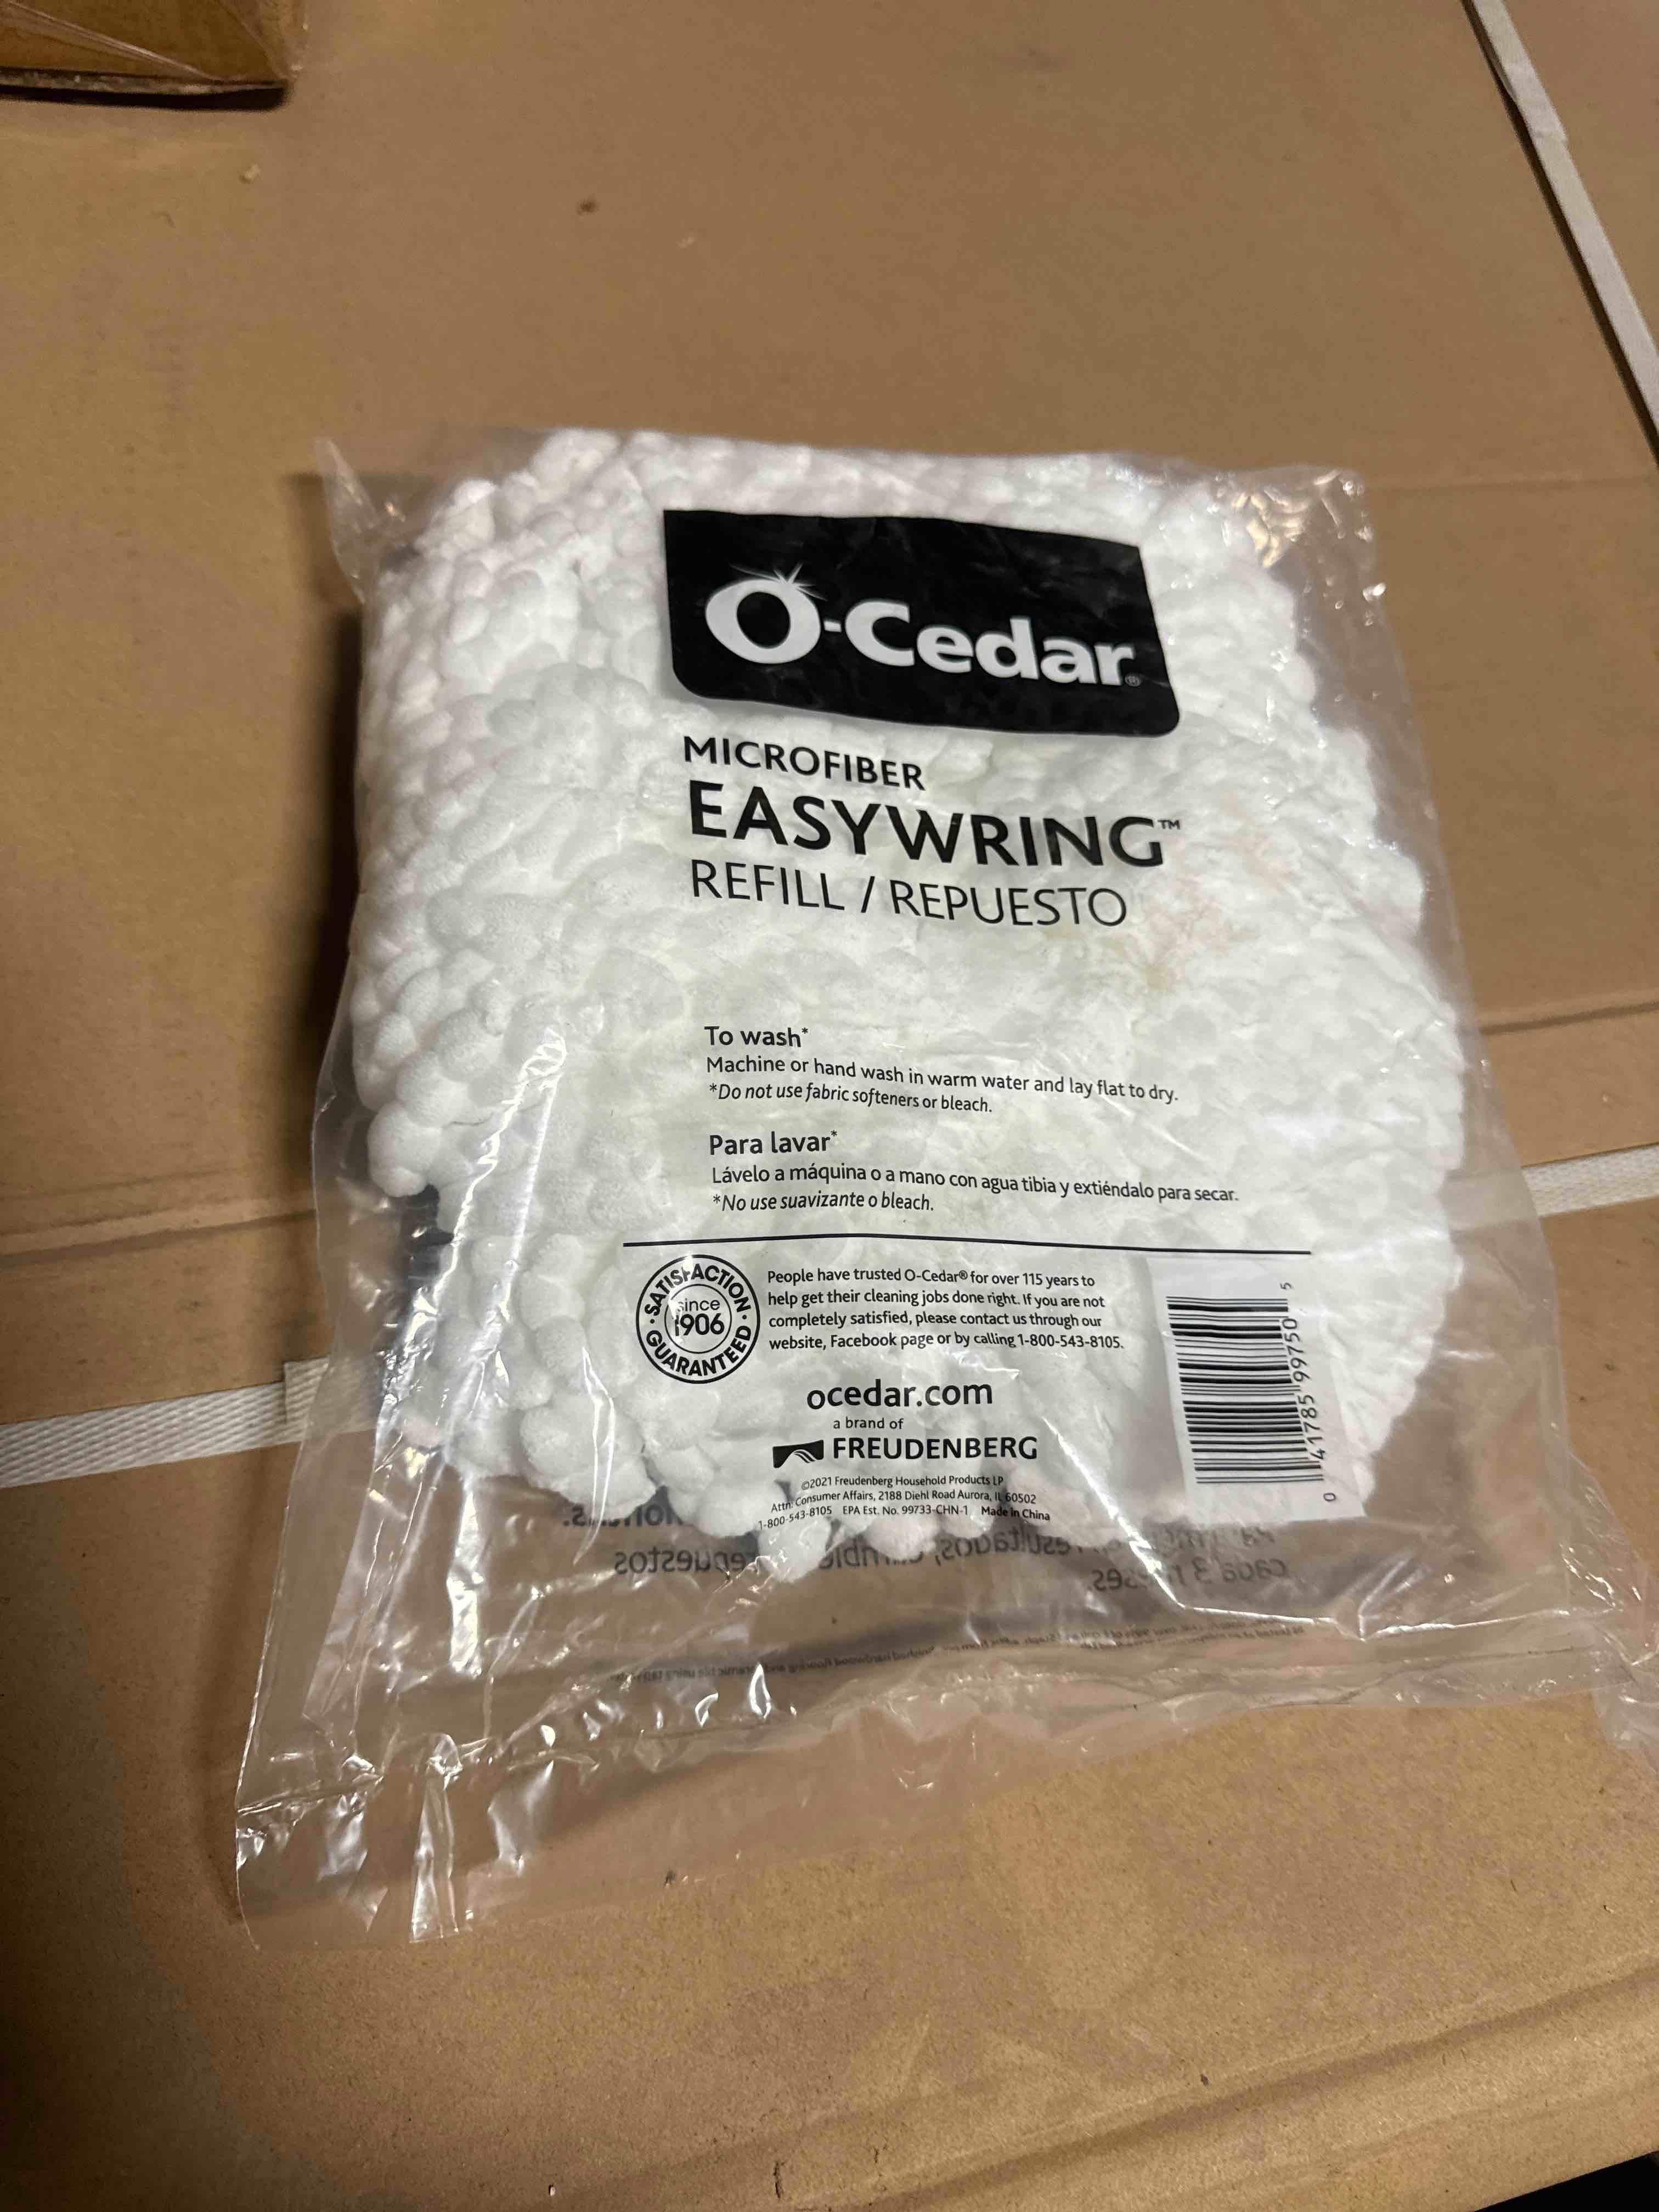 O-Cedar®
MICROFIBER
EASYWRING™
REFILL / REPUESTO
To wash*
Machine or hand wash in warm water and lay flat to dry.
*Do not use fabric softeners or bleach.
Para lavar*
Lávelo a máquina o a mano con agua tibia y extiéndalo para secar.
*No use suavizante o bleach.
SATISFACTION
since
1906
GUARANTEED
People have trusted O-Cedar® for over 115 years to
help get their cleaning jobs done right. If you are not
completely satisfied, please contact us through our
website, Facebook page or by calling 1-800-543-8105.
ocedar.com
a brand of
FREUDENBERG
©2021 Freudenberg Household Products LP
Attn: Consumer Affairs, 2188 Diehl Road Aurora, IL 60502
1-800-543-8105 EPA Est. No. 99733-CHN-1 Made in China
0 41785 99750 5
resultados,
repuestos
cada 3 meses.